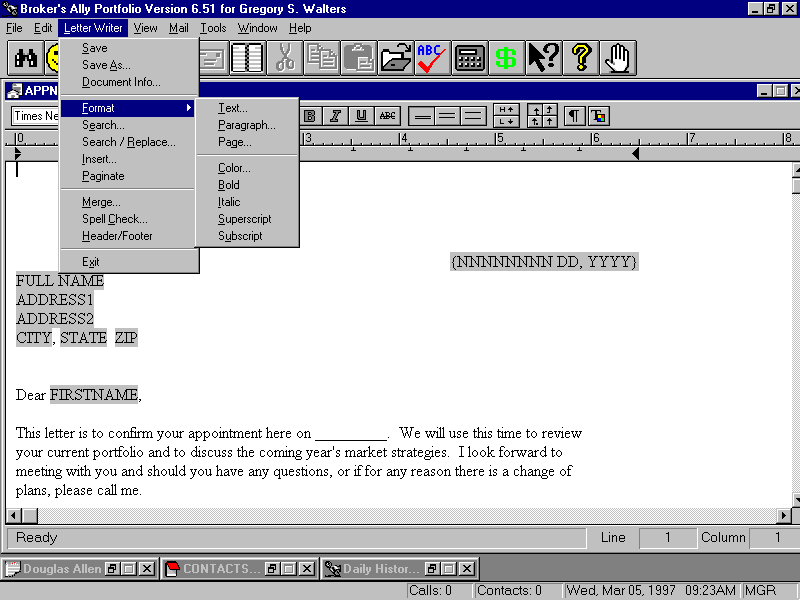 Broker's Ally Portfolio Version 6.51 for Gregory S. Walters
File Edit Letter Writer View Mail Tools Window Help
ABC
$
?
?
Save
Save As...
Document Info...
Format
Search...
Search / Replace...
Insert...
Paginate
Merge...
Spell Check...
Header/Footer
Exit
Text...
Paragraph...
Page...
Color...
Bold
Italic
Superscript
Subscript
APPN
Times Ne
B I U ABC H L ¶ T
0 3 4 5 6 7 8
{NNNNNNNN DD, YYYY}
FULL NAME
ADDRESS1
ADDRESS2
CITY, STATE ZIP
Dear FIRSTNAME,
This letter is to confirm your appointment here on _________. We will use this time to review
your current portfolio and to discuss the coming year's market strategies. I look forward to
meeting with you and should you have any questions, or if for any reason there is a change of
plans, please call me.
Ready Line 1 Column 1
Douglas Allen CONTACTS... Daily Histor...
Calls: 0 Contacts: 0 Wed, Mar 05, 1997 09:23AM MGR